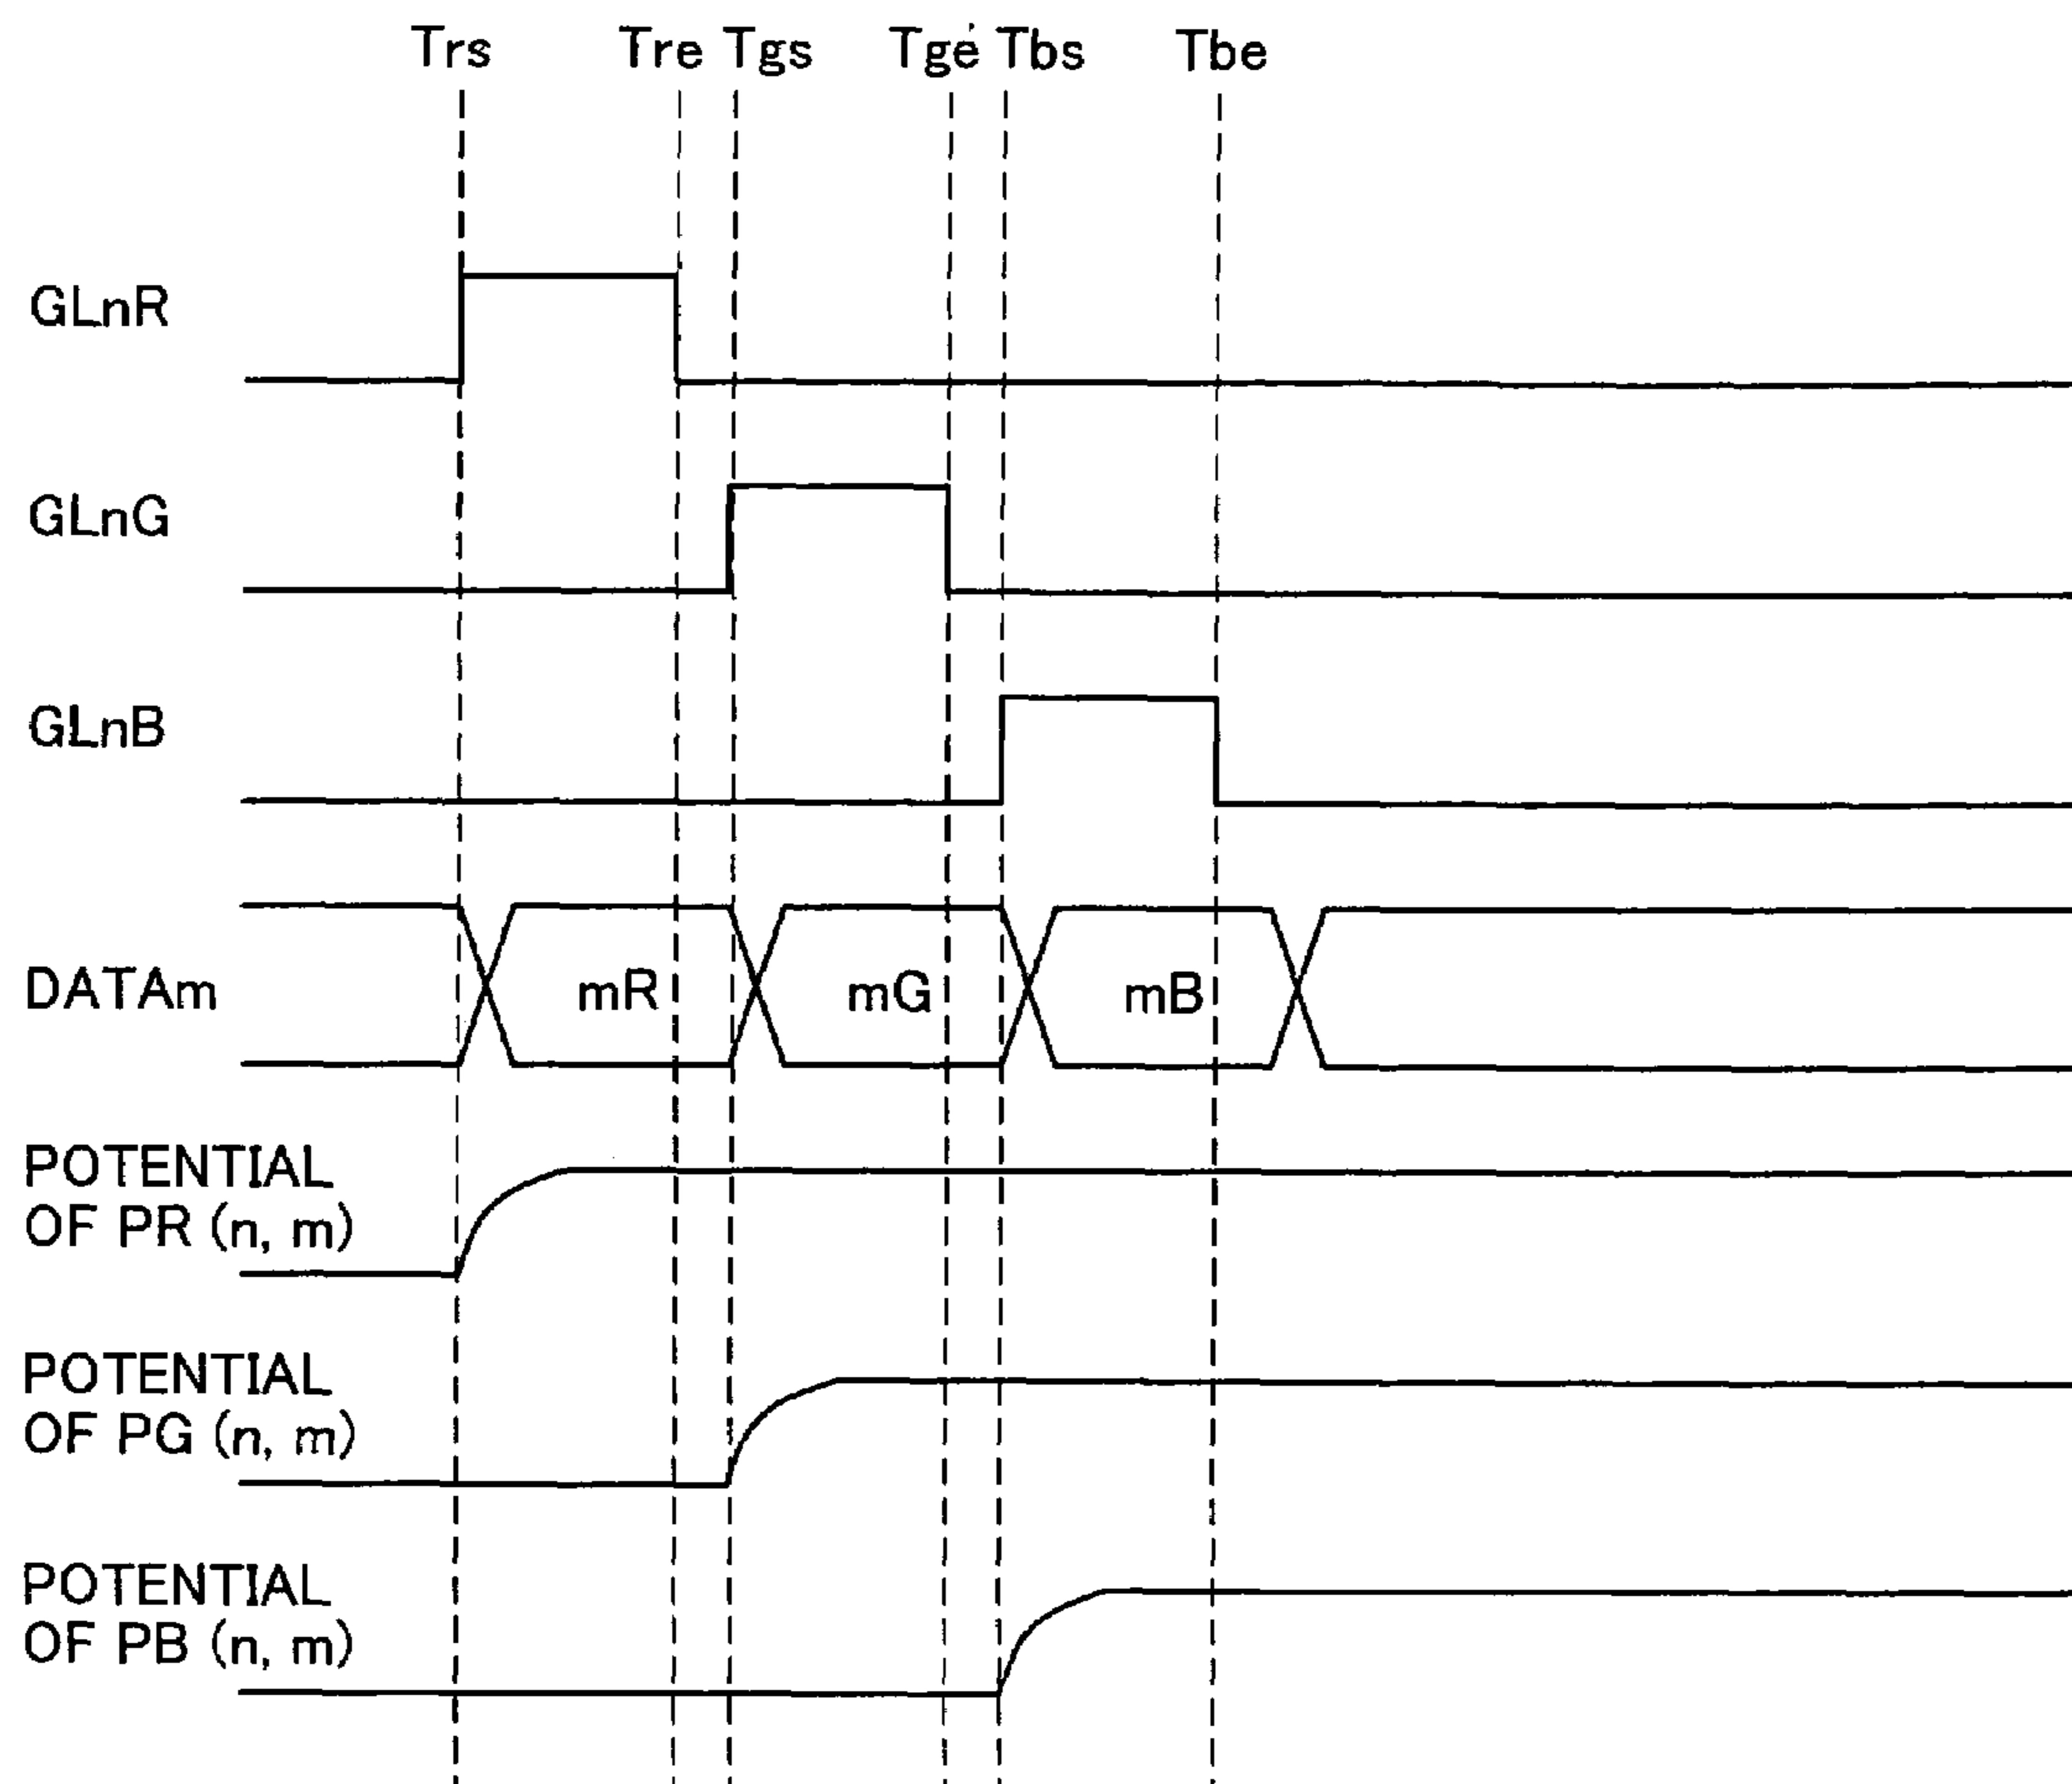 Trs Tre Tgs Tge Tbs Tbe
GLnR
GLnG
GLnB
DATAm mR mG mB
POTENTIAL
OF PR (n, m)
POTENTIAL
OF PG (n, m)
POTENTIAL
OF PB (n, m)